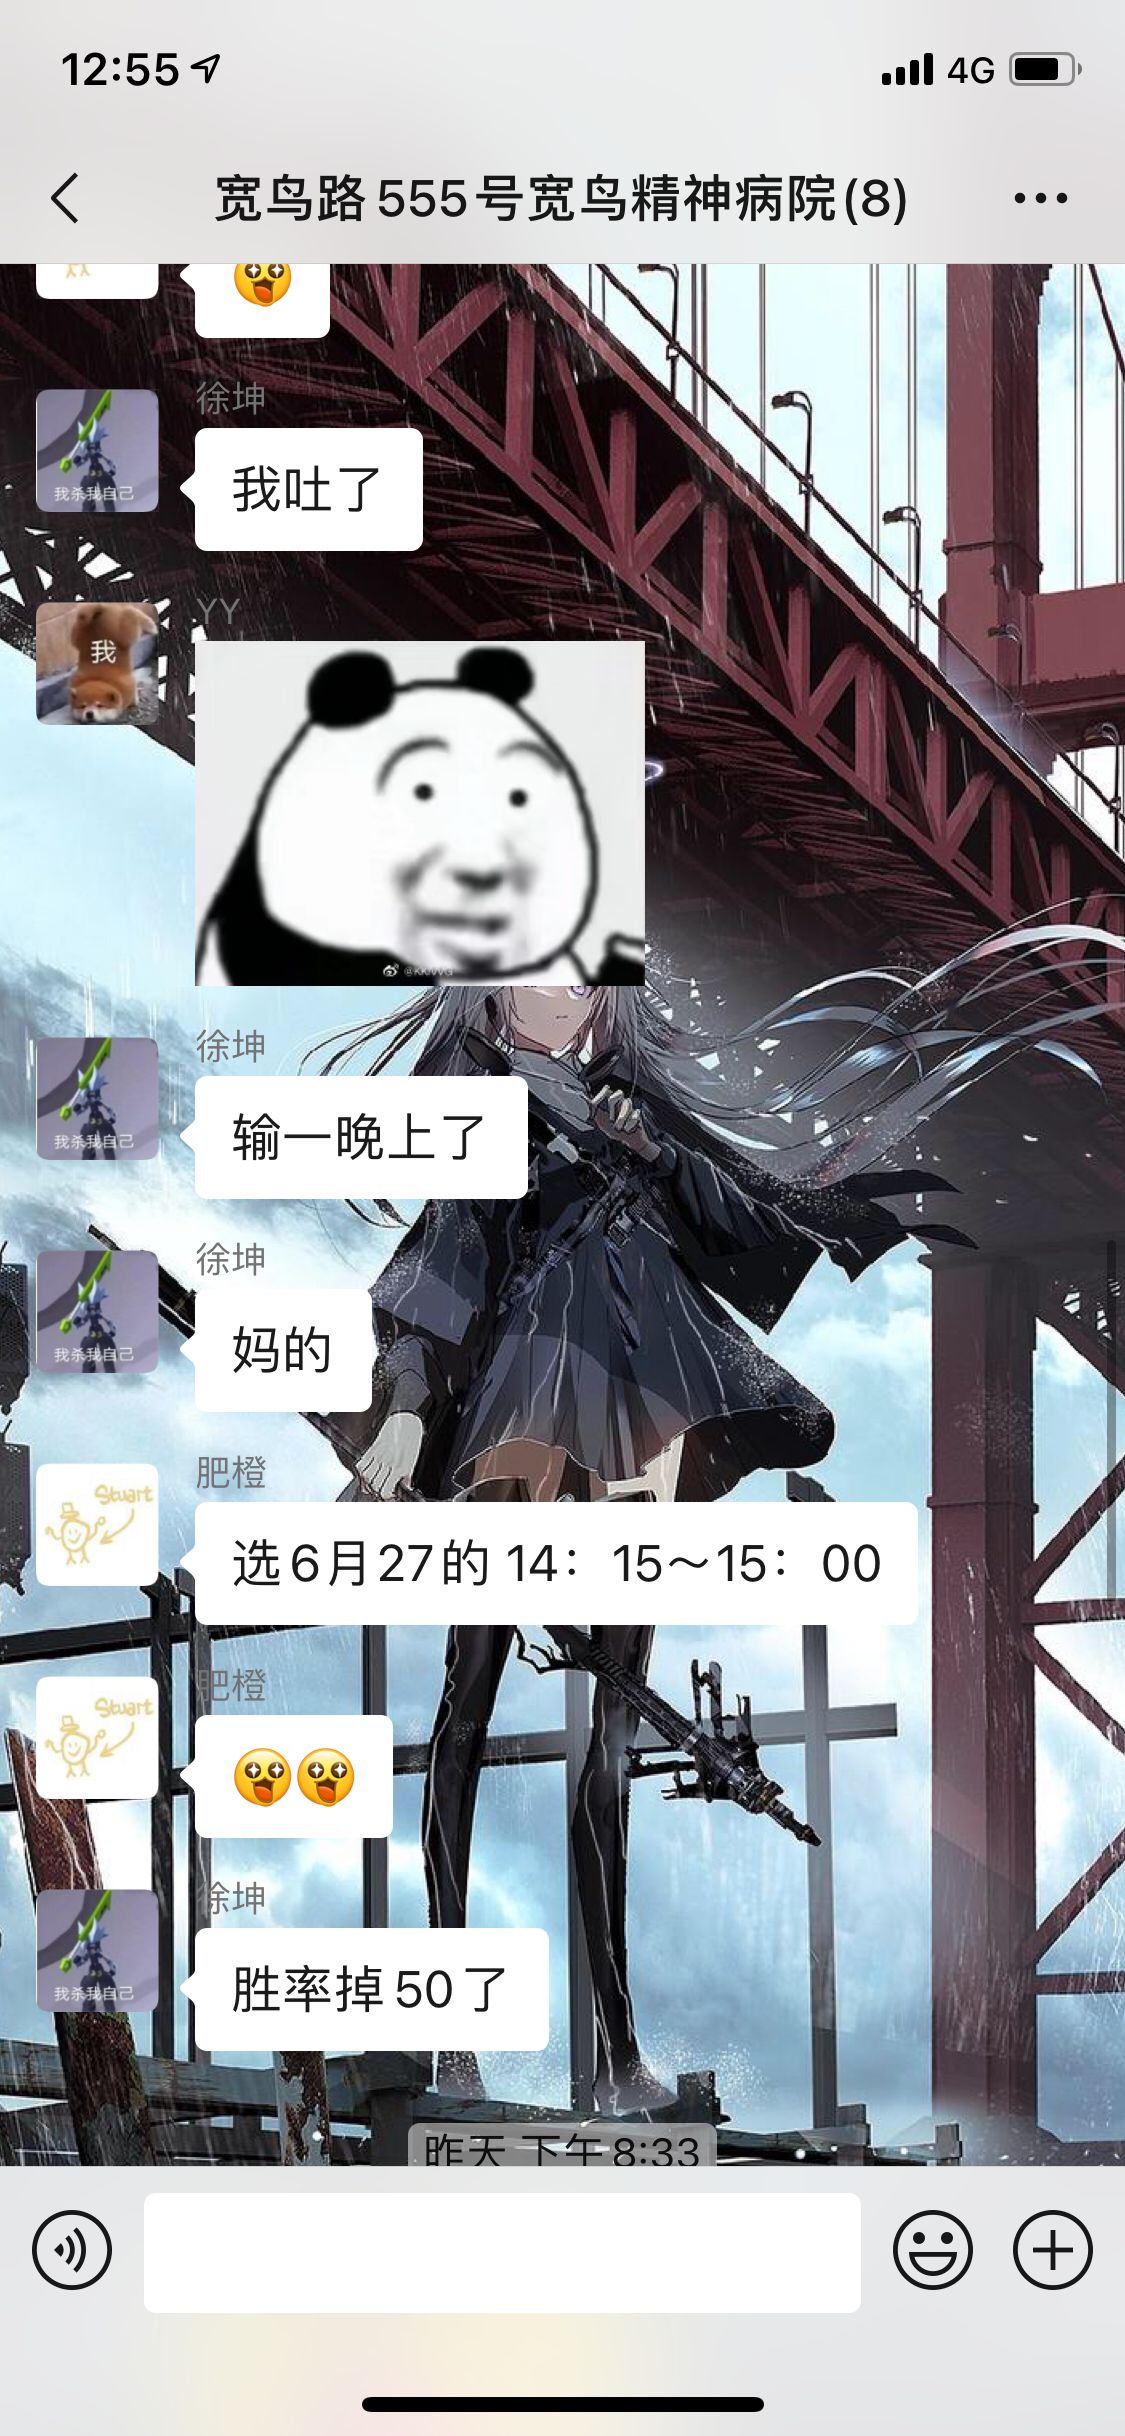 12:55
4G
宽鸟路555号宽鸟精神病院(8)
徐坤
我杀我自己
我吐了
YY
我
徐坤
我杀我自己
输一晚上了
徐坤
我杀我自己
妈的
肥橙
Stuart
选6月27的 14：15～15：00
肥橙
Stuart
徐坤
我杀我自己
胜率掉50了
昨天 下午8:33